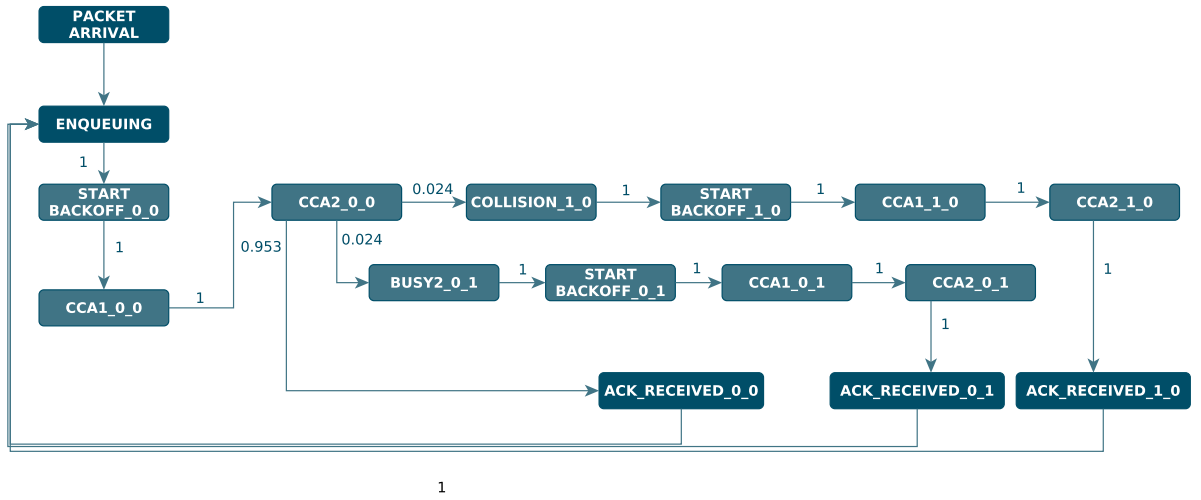 PACKET
ARRIVAL
ENQUEUING
1
START
BACKOFF_0_0
1
CCA1_0_0
1
0.953
CCA2_0_0
0.024
0.024
COLLISION_1_0
1
START
BACKOFF_1_0
1
CCA1_1_0
1
CCA2_1_0
1
BUSY2_0_1
1
START
BACKOFF_0_1
1
CCA1_0_1
1
CCA2_0_1
1
ACK_RECEIVED_0_0
ACK_RECEIVED_0_1
ACK_RECEIVED_1_0
1